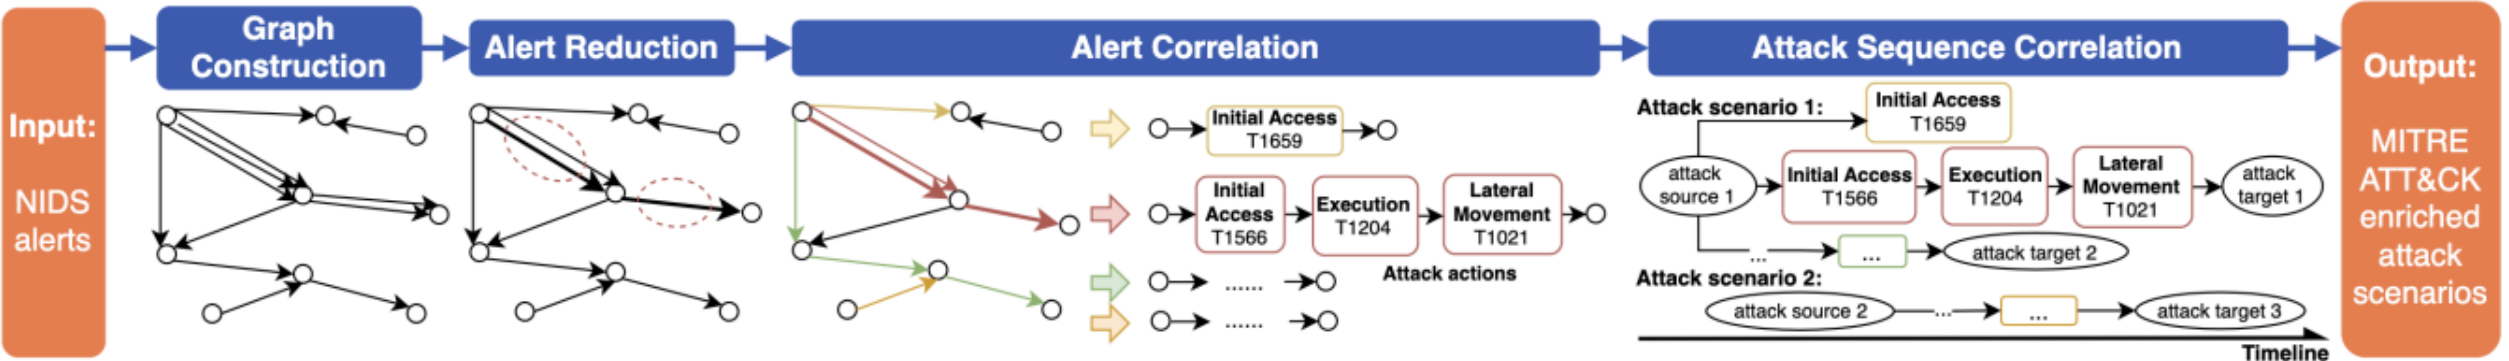 Input:
NIDS
alerts
Graph
Construction
Alert Reduction
Alert Correlation
Initial Access
T1659
Initial
Access
T1566
Execution
T1204
Lateral
Movement
T1021
Attack actions
......
......
Attack Sequence Correlation
Attack scenario 1:
Initial Access
T1659
attack
source 1
Initial Access
T1566
Execution
T1204
Lateral
Movement
T1021
attack
target 1
...
...
attack target 2
Attack scenario 2:
attack source 2
...
...
attack target 3
Timeline
Output:
MITRE
ATT&CK
enriched
attack
scenarios